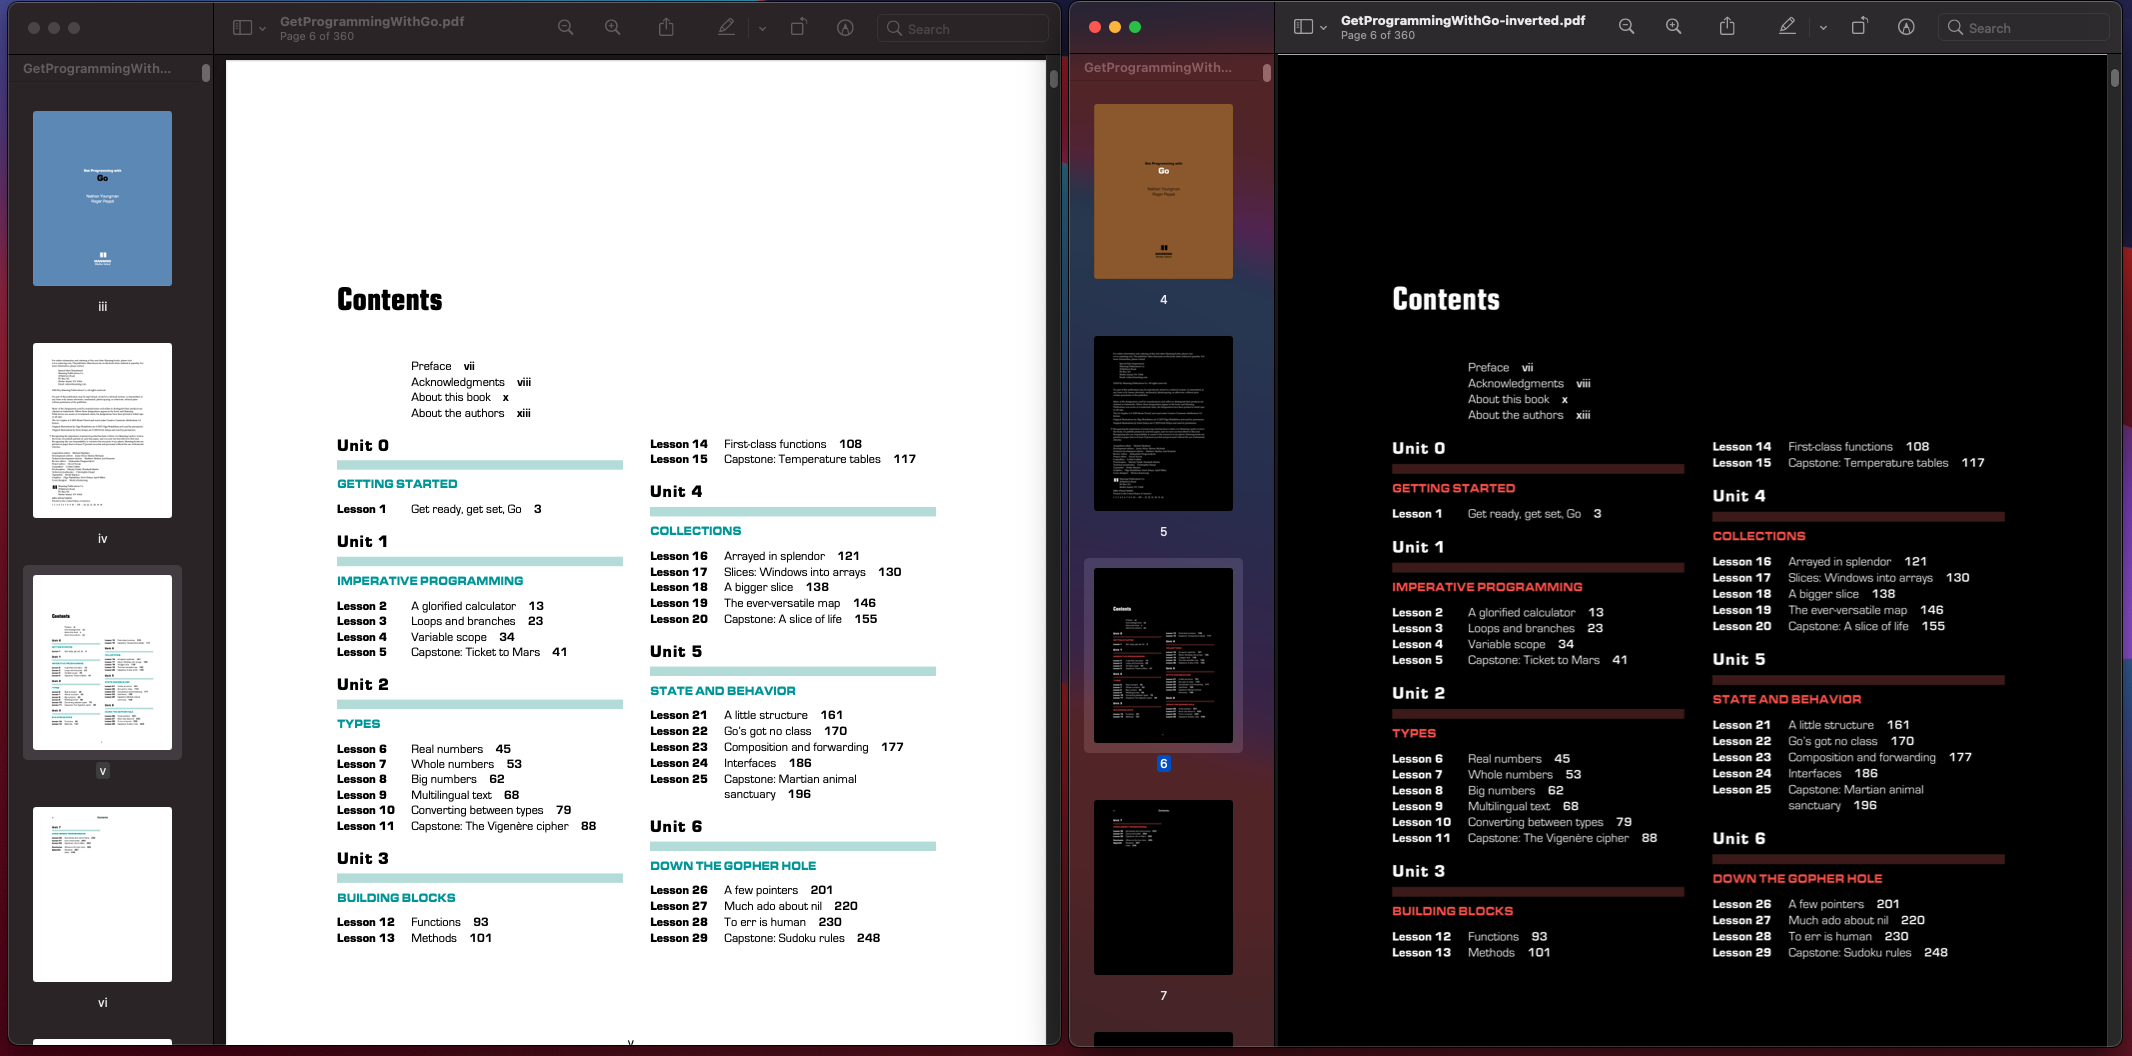 GetProgrammingWithGo.pdf
Page 6 of 360
Search
GetProgrammingWith...
Get Programming with
Go
Nathan Youngman
Roger Peppé
MANNING
iii
iv
Contents
v
Contents
vi
Contents
Preface vii
Acknowledgments viii
About this book x
About the authors xiii
Unit 0
GETTING STARTED
Lesson 1 Get ready, get set, Go 3
Unit 1
IMPERATIVE PROGRAMMING
Lesson 2 A glorified calculator 13
Lesson 3 Loops and branches 23
Lesson 4 Variable scope 34
Lesson 5 Capstone: Ticket to Mars 41
Unit 2
TYPES
Lesson 6 Real numbers 45
Lesson 7 Whole numbers 53
Lesson 8 Big numbers 62
Lesson 9 Multilingual text 68
Lesson 10 Converting between types 79
Lesson 11 Capstone: The Vigenère cipher 88
Unit 3
BUILDING BLOCKS
Lesson 12 Functions 93
Lesson 13 Methods 101
Lesson 14 First-class functions 108
Lesson 15 Capstone: Temperature tables 117
Unit 4
COLLECTIONS
Lesson 16 Arrayed in splendor 121
Lesson 17 Slices: Windows into arrays 130
Lesson 18 A bigger slice 138
Lesson 19 The ever-versatile map 146
Lesson 20 Capstone: A slice of life 155
Unit 5
STATE AND BEHAVIOR
Lesson 21 A little structure 161
Lesson 22 Go's got no class 170
Lesson 23 Composition and forwarding 177
Lesson 24 Interfaces 186
Lesson 25 Capstone: Martian animal
sanctuary 196
Unit 6
DOWN THE GOPHER HOLE
Lesson 26 A few pointers 201
Lesson 27 Much ado about nil 220
Lesson 28 To err is human 230
Lesson 29 Capstone: Sudoku rules 248
v
GetProgrammingWithGo-inverted.pdf
Page 6 of 360
Search
GetProgrammingWith...
Get Programming with
Go
Nathan Youngman
Roger Peppé
4
5
Contents
6
Contents
7
Contents
Preface vii
Acknowledgments viii
About this book x
About the authors xiii
Unit 0
GETTING STARTED
Lesson 1 Get ready, get set, Go 3
Unit 1
IMPERATIVE PROGRAMMING
Lesson 2 A glorified calculator 13
Lesson 3 Loops and branches 23
Lesson 4 Variable scope 34
Lesson 5 Capstone: Ticket to Mars 41
Unit 2
TYPES
Lesson 6 Real numbers 45
Lesson 7 Whole numbers 53
Lesson 8 Big numbers 62
Lesson 9 Multilingual text 68
Lesson 10 Converting between types 79
Lesson 11 Capstone: The Vigenère cipher 88
Unit 3
BUILDING BLOCKS
Lesson 12 Functions 93
Lesson 13 Methods 101
Lesson 14 First-class functions 108
Lesson 15 Capstone: Temperature tables 117
Unit 4
COLLECTIONS
Lesson 16 Arrayed in splendor 121
Lesson 17 Slices: Windows into arrays 130
Lesson 18 A bigger slice 138
Lesson 19 The ever-versatile map 146
Lesson 20 Capstone: A slice of life 155
Unit 5
STATE AND BEHAVIOR
Lesson 21 A little structure 161
Lesson 22 Go's got no class 170
Lesson 23 Composition and forwarding 177
Lesson 24 Interfaces 186
Lesson 25 Capstone: Martian animal
sanctuary 196
Unit 6
DOWN THE GOPHER HOLE
Lesson 26 A few pointers 201
Lesson 27 Much ado about nil 220
Lesson 28 To err is human 230
Lesson 29 Capstone: Sudoku rules 248